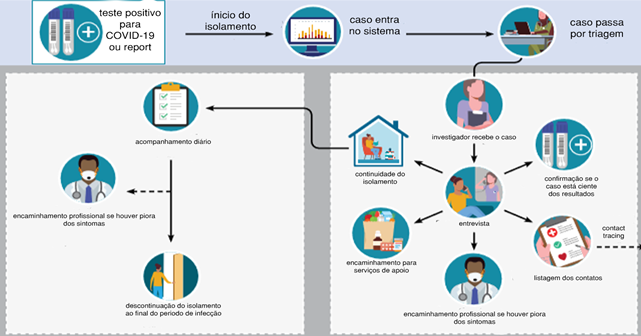 teste positivo
para
COVID-19
ou report
ínicio do
isolamento
caso entra
no sistema
caso passa
por triagem
acompanhamento diário
encaminhamento profissional se houver piora
dos sintomas
descontinuação do isolamento
ao final do periodo de infecção
investigador recebe o caso
continuidade do
isolamento
confirmação se o
caso está ciente
dos resultados
entrevista
encaminhamento para
serviços de apoio
contact
tracing
listagem dos contatos
encaminhamento profissional se houver piora
dos sintomas